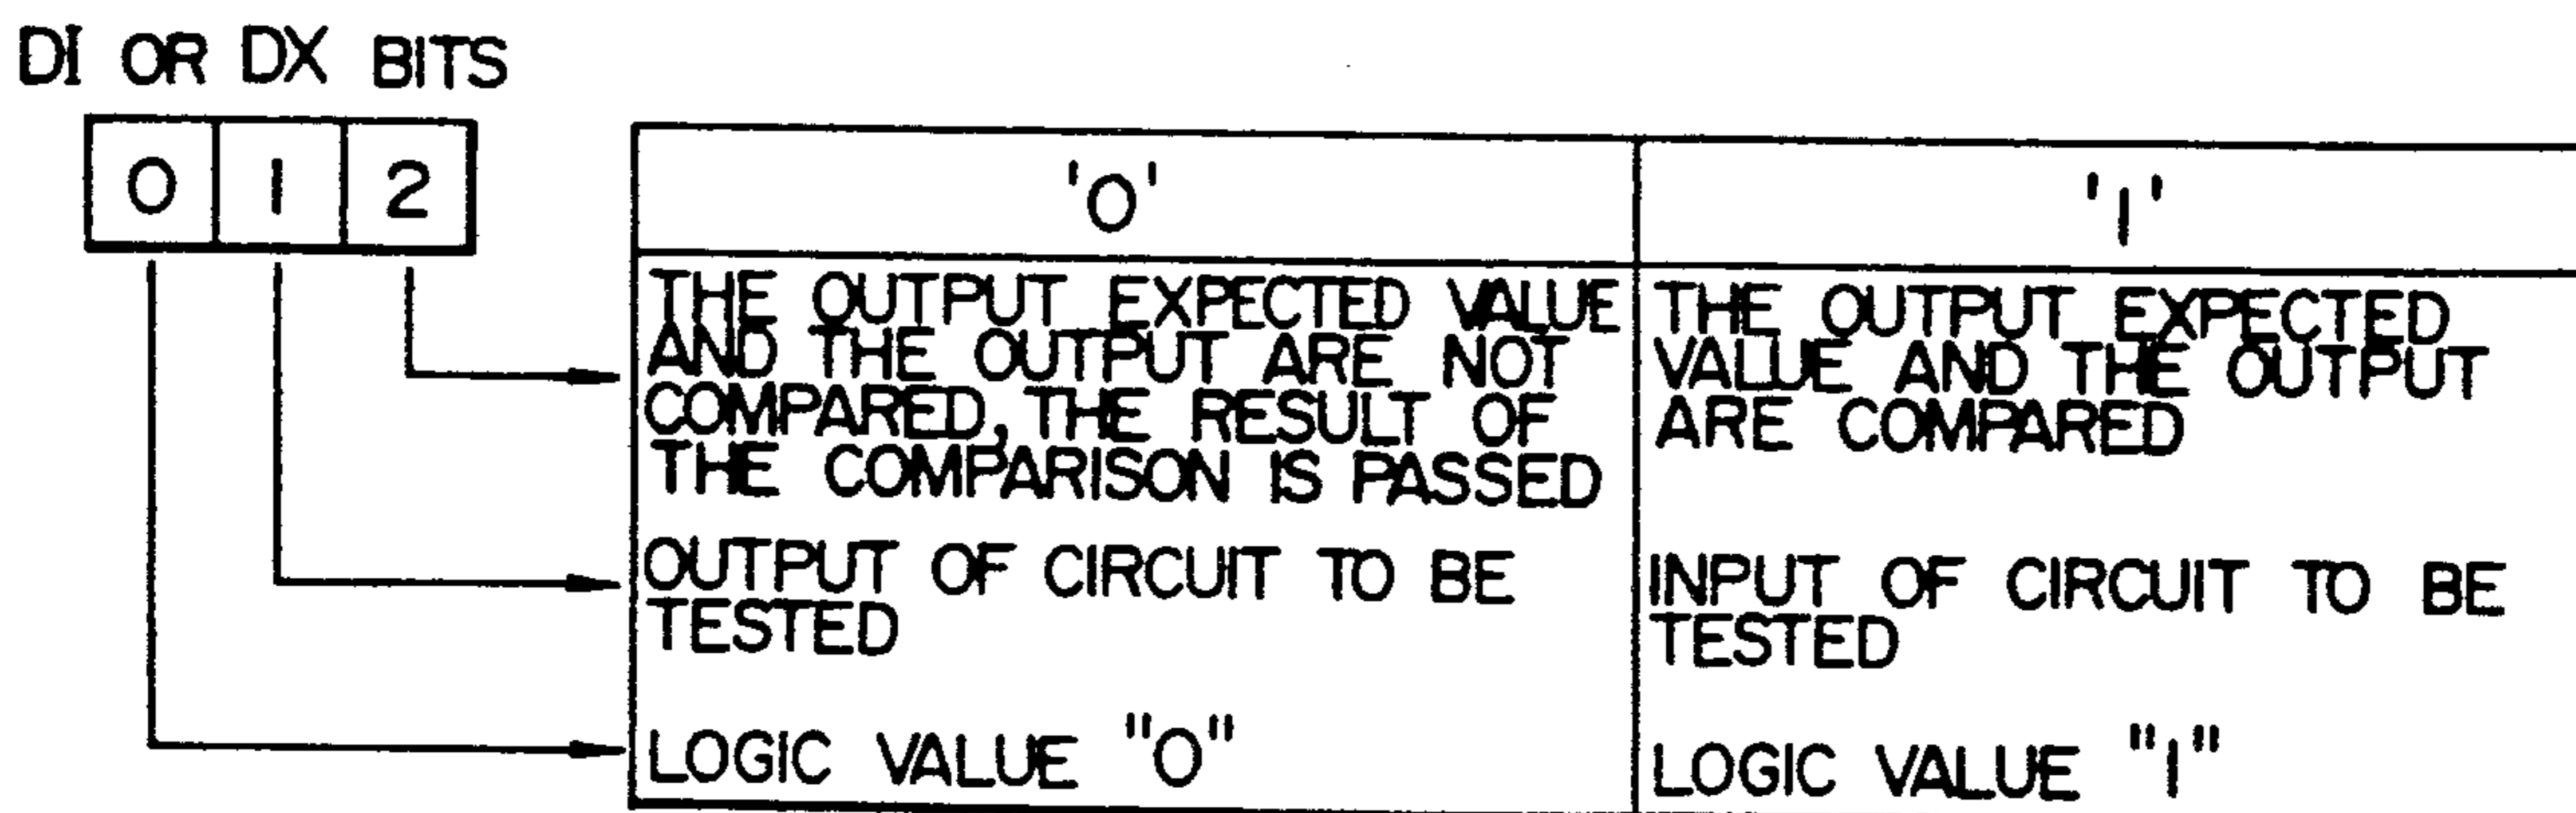 DI OR DX BITS
0 1 2
'0' '1'
THE OUTPUT EXPECTED VALUE
AND THE OUTPUT ARE NOT
COMPARED, THE RESULT OF
THE COMPARISON IS PASSED
THE OUTPUT EXPECTED
VALUE AND THE OUTPUT
ARE COMPARED
OUTPUT OF CIRCUIT TO BE
TESTED
INPUT OF CIRCUIT TO BE
TESTED
LOGIC VALUE "0"
LOGIC VALUE "1"